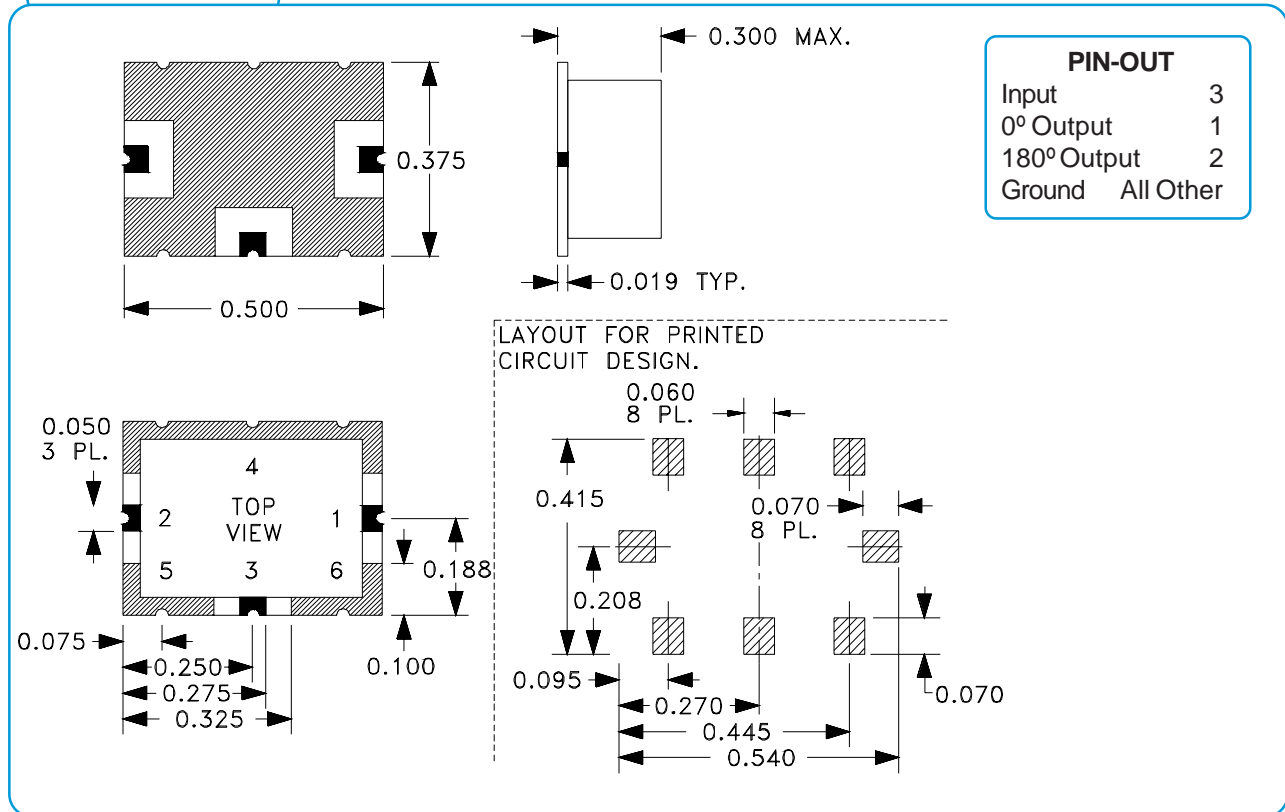 0.300 MAX.
0.375
0.500
0.019 TYP.
PIN-OUT
Input 3
0º Output 1
180º Output 2
Ground All Other
0.050
3 PL.
4
TOP
VIEW
2
1
5
3
6
0.188
0.075
0.250
0.275
0.325
0.100
LAYOUT FOR PRINTED
CIRCUIT DESIGN.
0.060
8 PL.
0.415
0.070
8 PL.
0.208
0.095
0.270
0.445
0.540
0.070